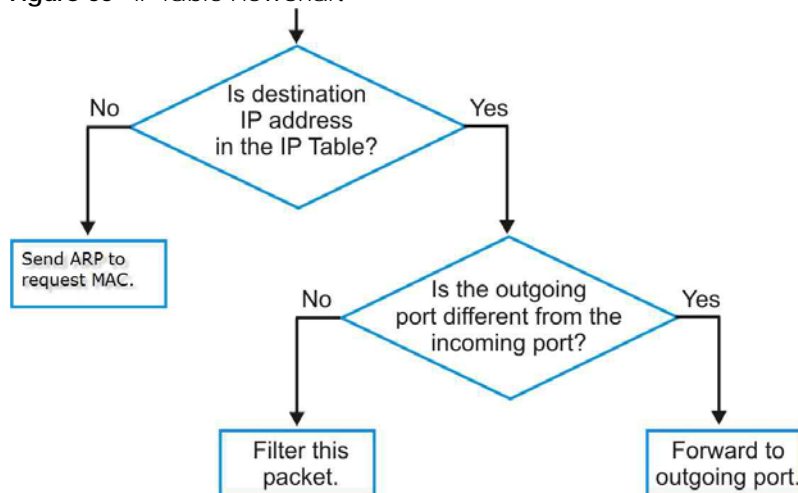 Is destination
IP address
in the IP Table?
No
Yes
Send ARP to
request MAC.
Is the outgoing
port different from the
incoming port?
No
Yes
Filter this
packet.
Forward to
outgoing port.